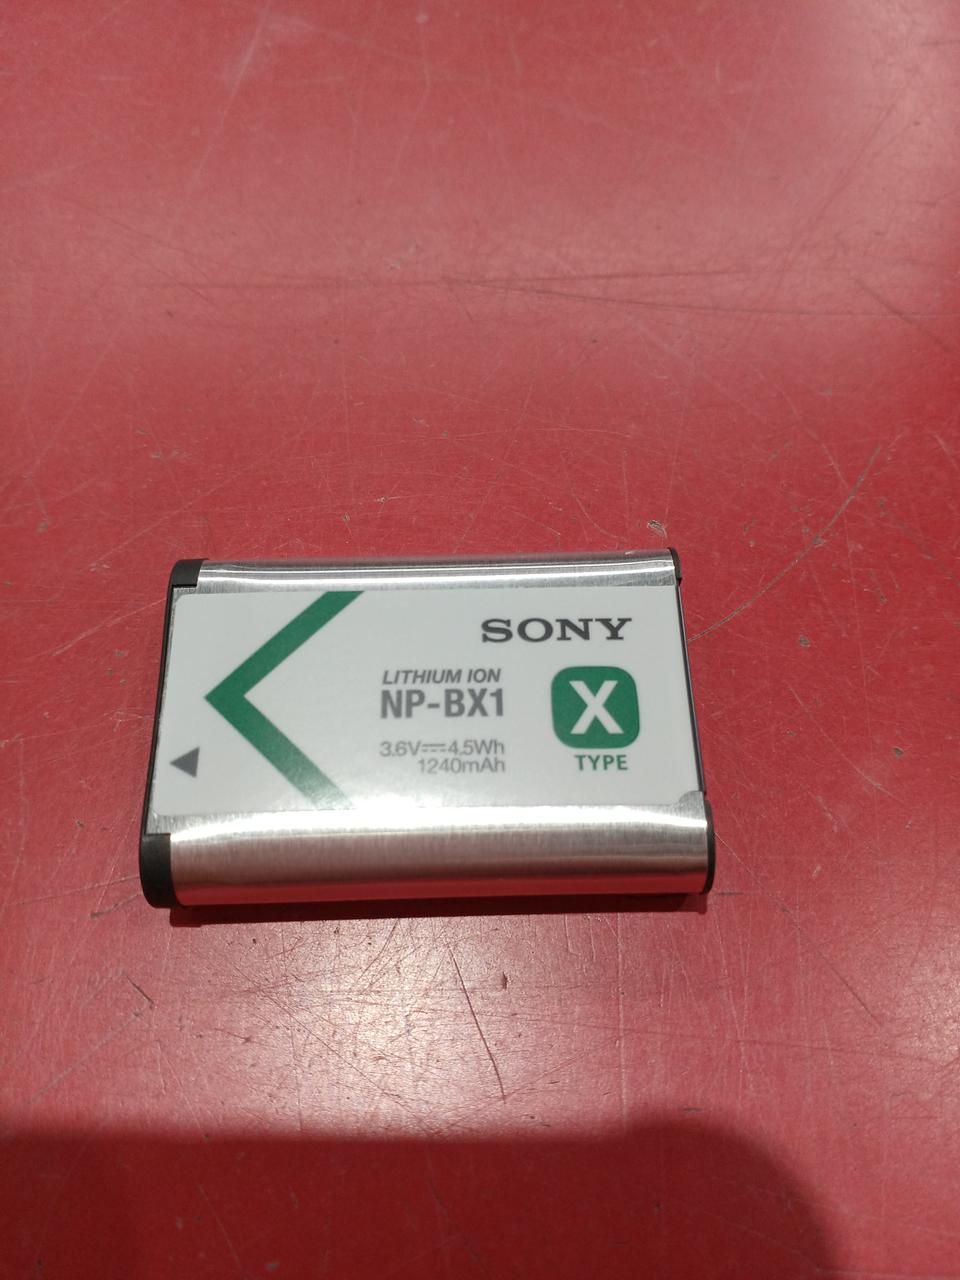 SONY
LITHIUM ION
NP-BX1
3.6V⎓4.5Wh
1240mAh
X
TYPE